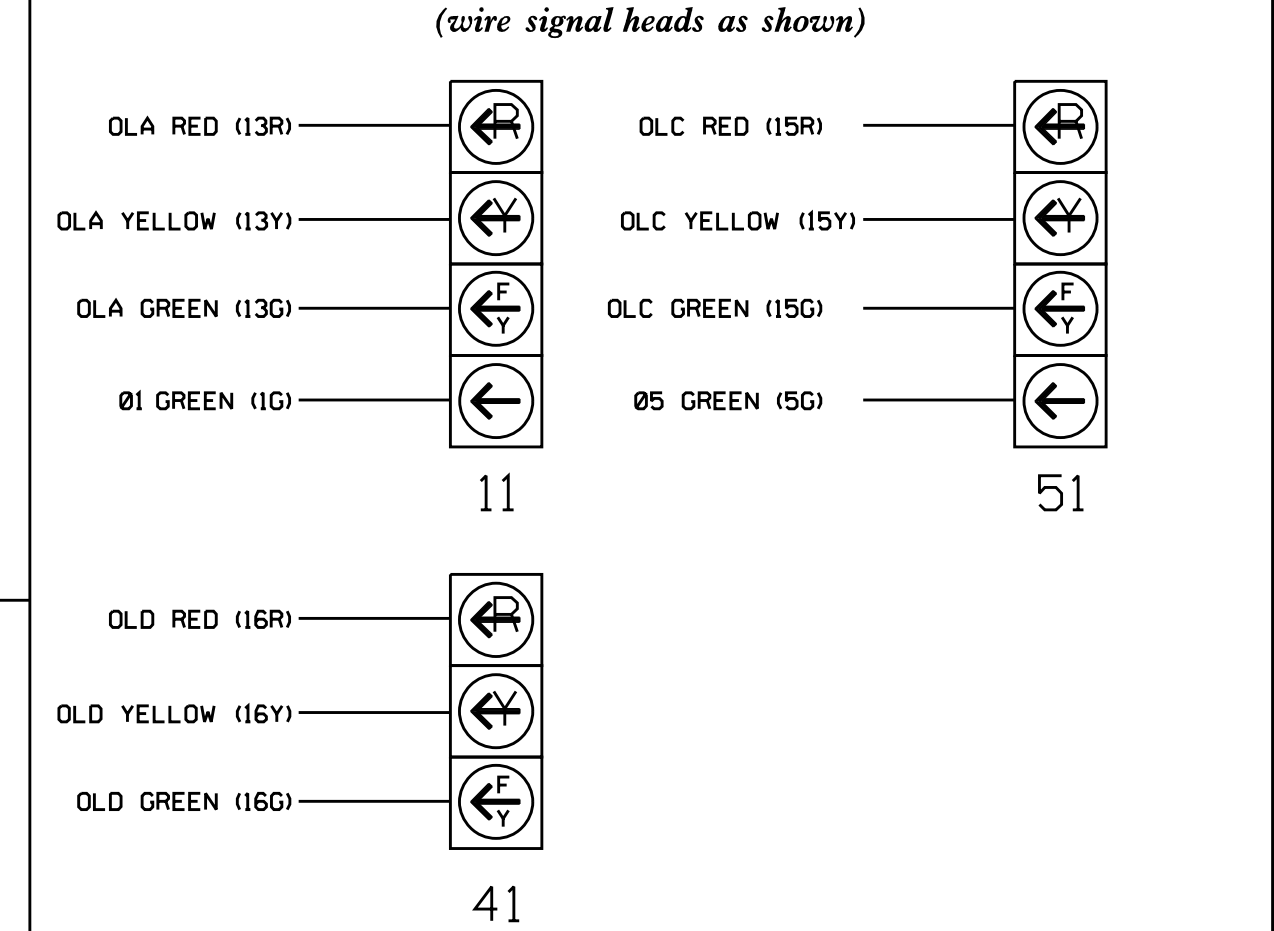 (wire signal heads as shown)
OLA RED (13R)
R
OLA YELLOW (13Y)
Y
OLA GREEN (13G)
F
Y
Ø1 GREEN (1G)
11
OLC RED (15R)
R
OLC YELLOW (15Y)
Y
OLC GREEN (15G)
F
Y
Ø5 GREEN (5G)
51
OLD RED (16R)
R
OLD YELLOW (16Y)
Y
OLD GREEN (16G)
F
Y
41